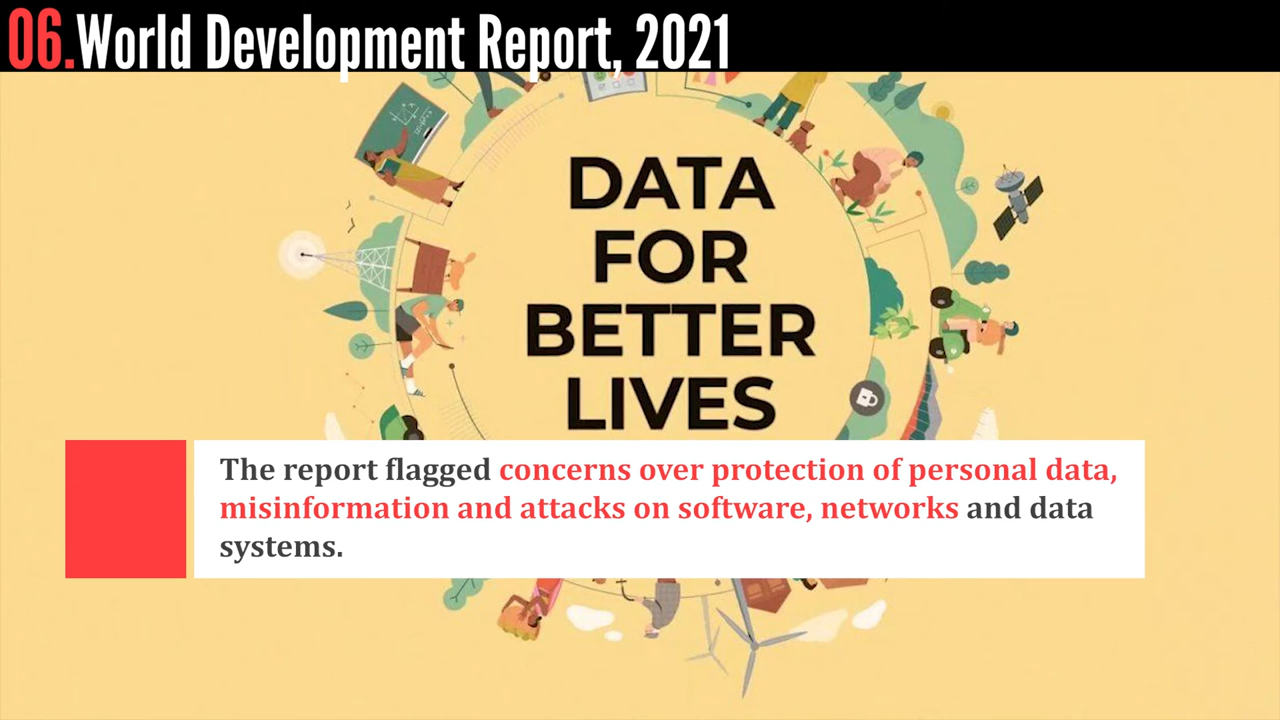 06.World Development Report, 2021
DATA
FOR
BETTER
LIVES
The report flagged concerns over protection of personal data,
misinformation and attacks on software, networks and data
systems.